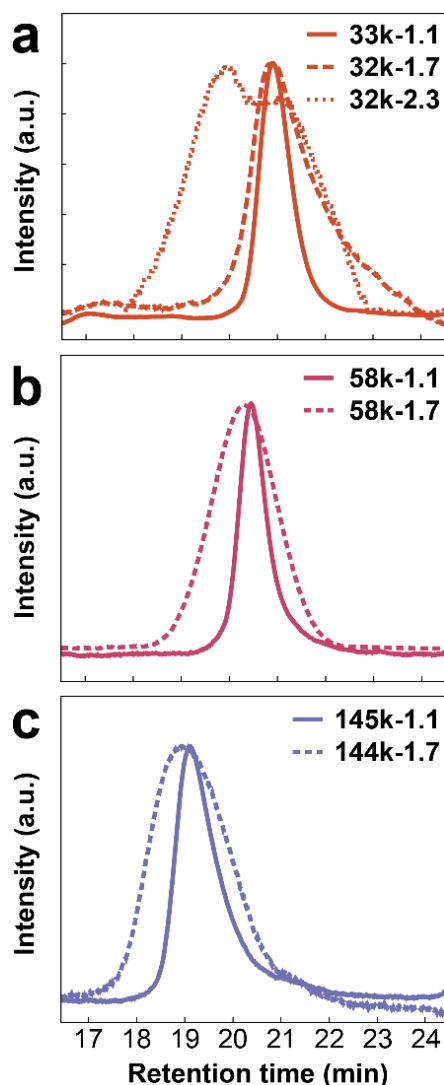 a
33k-1.1
32k-1.7
32k-2.3
Intensity (a.u.)
b
58k-1.1
58k-1.7
Intensity (a.u.)
c
145k-1.1
144k-1.7
Intensity (a.u.)
17 18 19 20 21 22 23 24
Retention time (min)